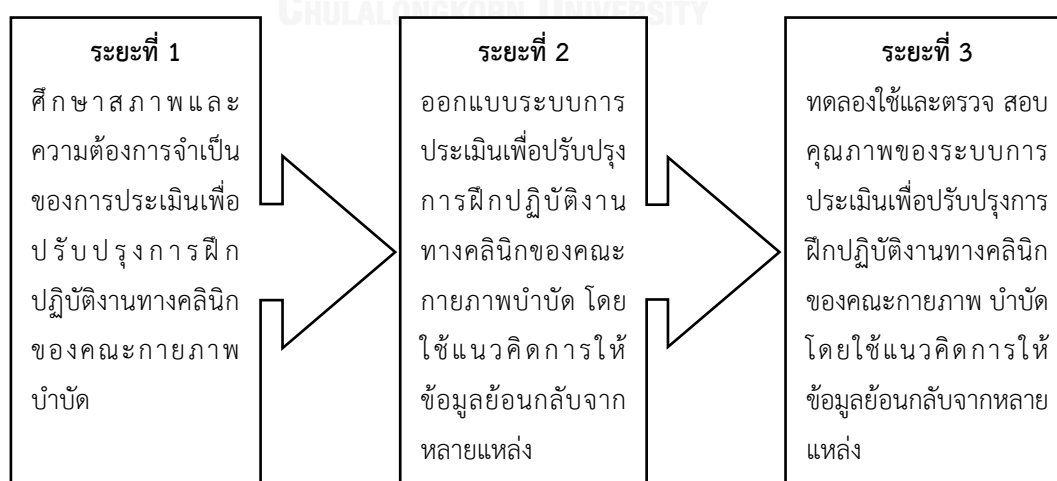 CHULALONGKORN UNIVERSITY
ระยะที่ 1
ศึกษาสภาพและ
ความต้องการจำเป็น
ของการประเมินเพื่อ
ปรับปรุงการฝึก
ปฏิบัติงานทางคลินิก
ของคณะกายภาพ
บำบัด
ระยะที่ 2
ออกแบบระบบการ
ประเมินเพื่อปรับปรุง
การฝึกปฏิบัติงาน
ทางคลินิกของคณะ
กายภาพบำบัด โดย
ใช้แนวคิดการให้
ข้อมูลย้อนกลับจาก
หลายแหล่ง
ระยะที่ 3
ทดลองใช้และตรวจ สอบ
คุณภาพของระบบการ
ประเมินเพื่อปรับปรุงการ
ฝึกปฏิบัติงานทางคลินิก
ของคณะกายภาพ บำบัด
โดยใช้แนวคิดการให้
ข้อมูลย้อนกลับจากหลาย
แหล่ง